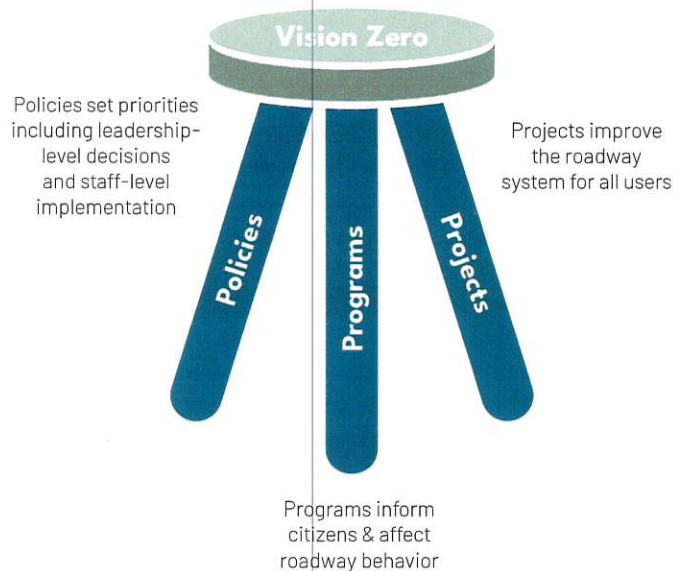 Vision Zero
Policies set priorities
including leadership-
level decisions
and staff-level
implementation
Projects improve
the roadway
system for all users
Policies
Programs
Projects
Programs inform
citizens & affect
roadway behavior